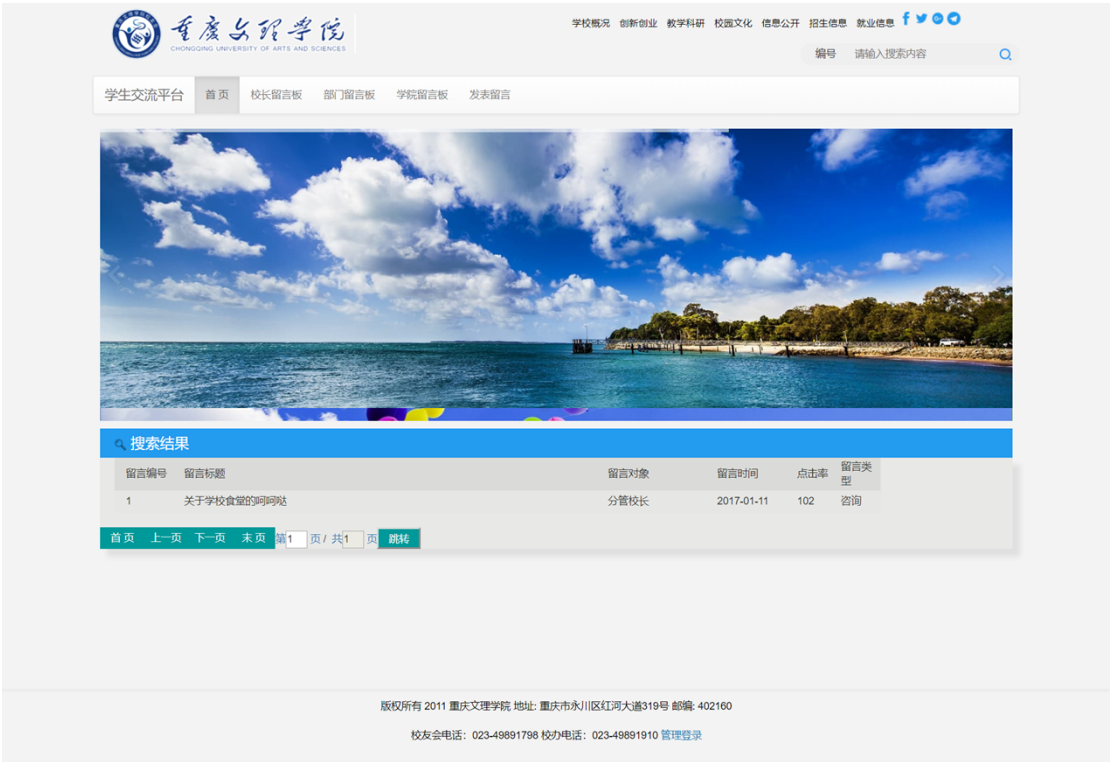 重庆文理学院
CHONGQING UNIVERSITY OF ARTS AND SCIENCES
学校概况 创新创业 教学科研 校园文化 信息公开 招生信息 就业信息
编号 请输入搜索内容
学生交流平台 首页 校长留言板 部门留言板 学院留言板 发表留言
搜索结果
留言编号 留言标题 留言对象 留言时间 点击率 留言类型
1 关于学校食堂的呵呵哒 分管校长 2017-01-11 102 咨询
首页 上一页 下一页 末页 第1 页/ 共1 页 跳转
版权所有 2011 重庆文理学院 地址: 重庆市永川区红河大道319号 邮编: 402160
校友会电话：023-49891798 校办电话：023-49891910 管理登录